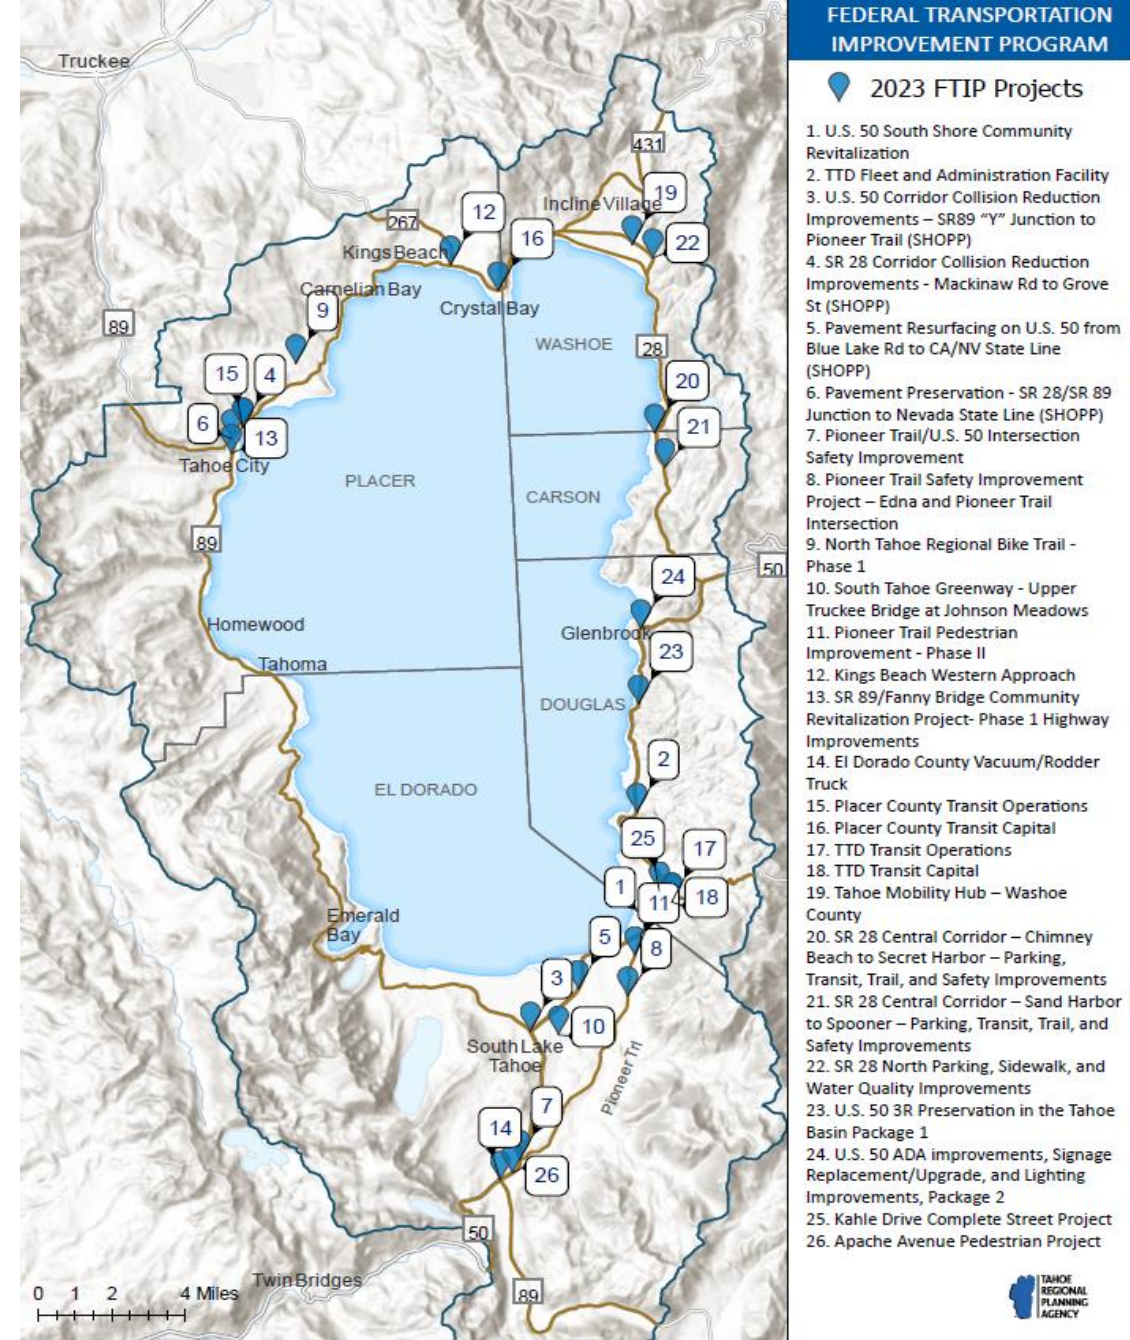 FEDERAL TRANSPORTATION
IMPROVEMENT PROGRAM
2023 FTIP Projects
1. U.S. 50 South Shore Community
Revitalization
2. TTD Fleet and Administration Facility
3. U.S. 50 Corridor Collision Reduction
Improvements – SR89 “Y” Junction to
Pioneer Trail (SHOPP)
4. SR 28 Corridor Collision Reduction
Improvements - Mackinaw Rd to Grove
St (SHOPP)
5. Pavement Resurfacing on U.S. 50 from
Blue Lake Rd to CA/NV State Line
(SHOPP)
6. Pavement Preservation - SR 28/SR 89
Junction to Nevada State Line (SHOPP)
7. Pioneer Trail/U.S. 50 Intersection
Safety Improvement
8. Pioneer Trail Safety Improvement
Project – Edna and Pioneer Trail
Intersection
9. North Tahoe Regional Bike Trail -
Phase 1
10. South Tahoe Greenway - Upper
Truckee Bridge at Johnson Meadows
11. Pioneer Trail Pedestrian
Improvement - Phase II
12. Kings Beach Western Approach
13. SR 89/Fanny Bridge Community
Revitalization Project- Phase 1 Highway
Improvements
14. El Dorado County Vacuum/Rodder
Truck
15. Placer County Transit Operations
16. Placer County Transit Capital
17. TTD Transit Operations
18. TTD Transit Capital
19. Tahoe Mobility Hub – Washoe
County
20. SR 28 Central Corridor – Chimney
Beach to Secret Harbor – Parking,
Transit, Trail, and Safety Improvements
21. SR 28 Central Corridor – Sand Harbor
to Spooner – Parking, Transit, Trail, and
Safety Improvements
22. SR 28 North Parking, Sidewalk, and
Water Quality Improvements
23. U.S. 50 3R Preservation in the Tahoe
Basin Package 1
24. U.S. 50 ADA improvements, Signage
Replacement/Upgrade, and Lighting
Improvements, Package 2
25. Kahle Drive Complete Street Project
26. Apache Avenue Pedestrian Project
TAHOE
REGIONAL
PLANNING
AGENCY
Truckee
431
19
Incline Village
12
267
16
22
Kings Beach
Carnelian Bay
Crystal Bay
9
89
WASHOE
28
15
4
20
6
13
21
Tahoe City
PLACER
CARSON
89
50
24
Homewood
Glenbrook
23
Tahoma
DOUGLAS
2
EL DORADO
25
17
1
11
18
Emerald
Bay
5
8
3
10
South Lake
Tahoe
Pioneer Trl
7
14
26
50
Twin Bridges
89
0 1 2 4 Miles